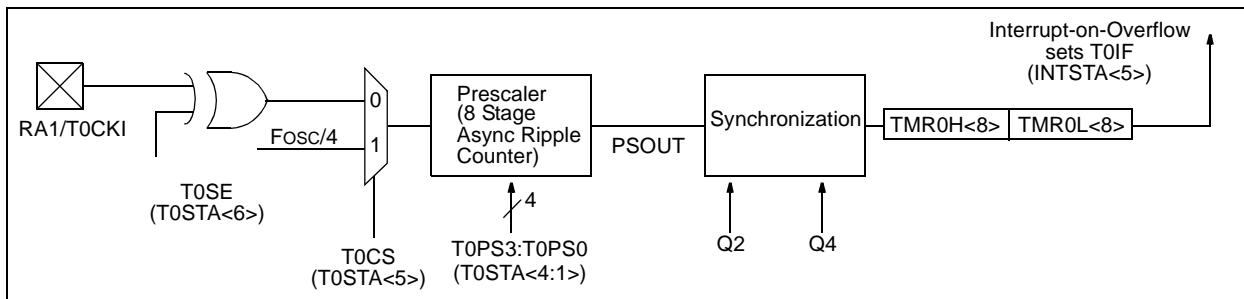 Interrupt-on-Overflow
sets T0IF
(INTSTA<5>)
RA1/T0CKI
0
1
FOSC/4
Prescaler
(8 Stage
Async Ripple
Counter)
PSOUT
Synchronization
TMR0H<8>
TMR0L<8>
T0SE
(T0STA<6>)
4
T0CS
(T0STA<5>)
T0PS3:T0PS0
(T0STA<4:1>)
Q2
Q4